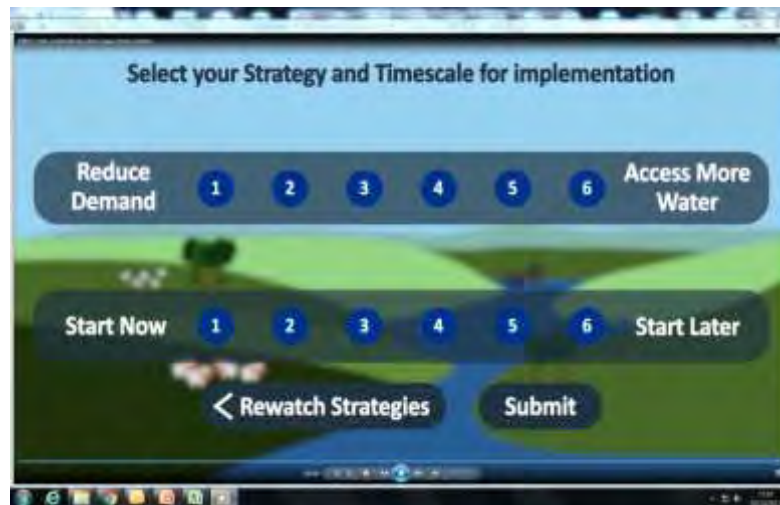 Select your Strategy and Timescale for implementation
Reduce
Demand
1 2 3 4 5 6
Access More
Water
Start Now 1 2 3 4 5 6 Start Later
< Rewatch Strategies
Submit